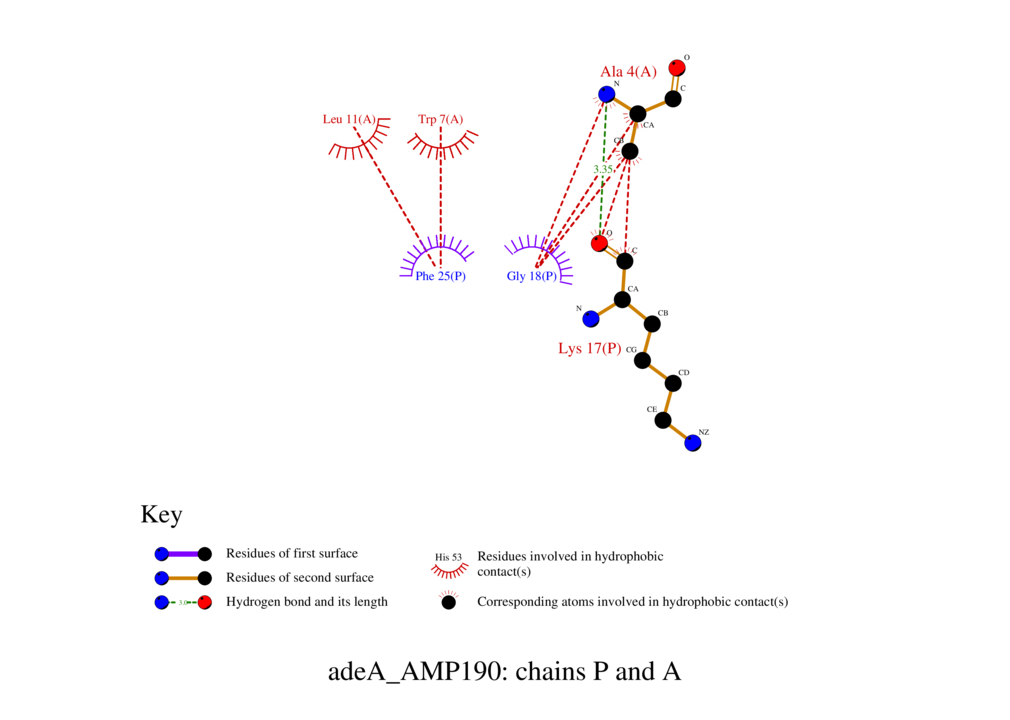 O
Ala 4(A)
N
C
Leu 11(A)
Trp 7(A)
CA
CB
3.35
O
C
Phe 25(P)
Gly 18(P)
CA
N
CB
Lys 17(P)
CG
CD
CE
NZ
Key
Residues of first surface
His 53
Residues involved in hydrophobic
contact(s)
Residues of second surface
3.0
Hydrogen bond and its length
Corresponding atoms involved in hydrophobic contact(s)
adeA_AMP190: chains P and A